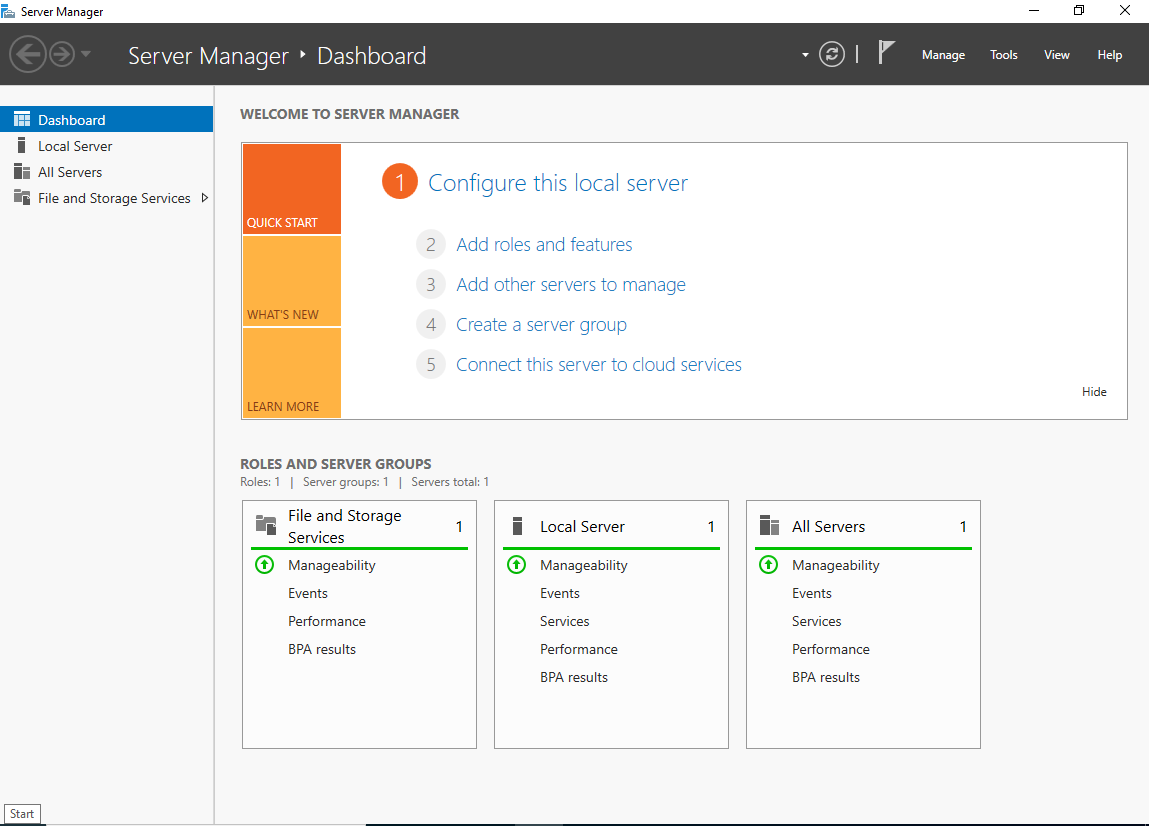 Server Manager
Server Manager • Dashboard
Manage Tools View Help
Dashboard
Local Server
All Servers
File and Storage Services
WELCOME TO SERVER MANAGER
QUICK START
WHAT'S NEW
LEARN MORE
1 Configure this local server
2 Add roles and features
3 Add other servers to manage
4 Create a server group
5 Connect this server to cloud services
Hide
ROLES AND SERVER GROUPS
Roles: 1 | Server groups: 1 | Servers total: 1
File and Storage
Services 1
Manageability
Events
Performance
BPA results
Local Server 1
Manageability
Events
Services
Performance
BPA results
All Servers 1
Manageability
Events
Services
Performance
BPA results
Start